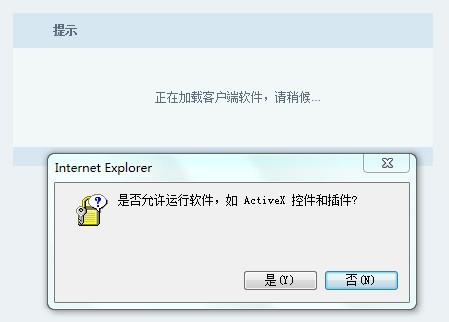 提示
正在加载客户端软件，请稍候...
Internet Explorer
是否允许运行软件，如 ActiveX 控件和插件?
是(Y)
否(N)